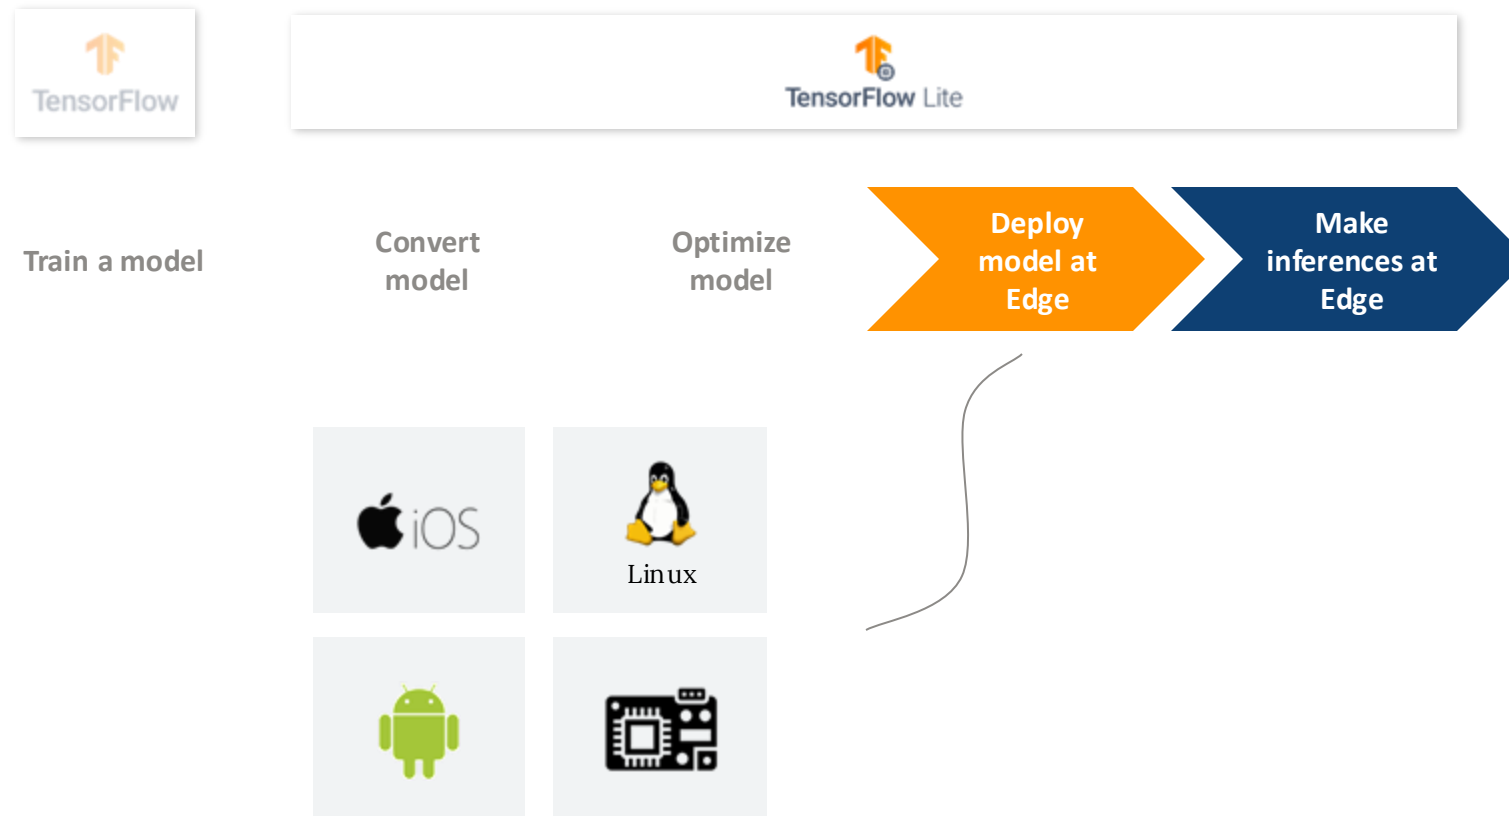 TensorFlow
TensorFlow Lite
Train a model
Convert
model
Optimize
model
Deploy
model at
Edge
Make
inferences at
Edge
iOS
Linux